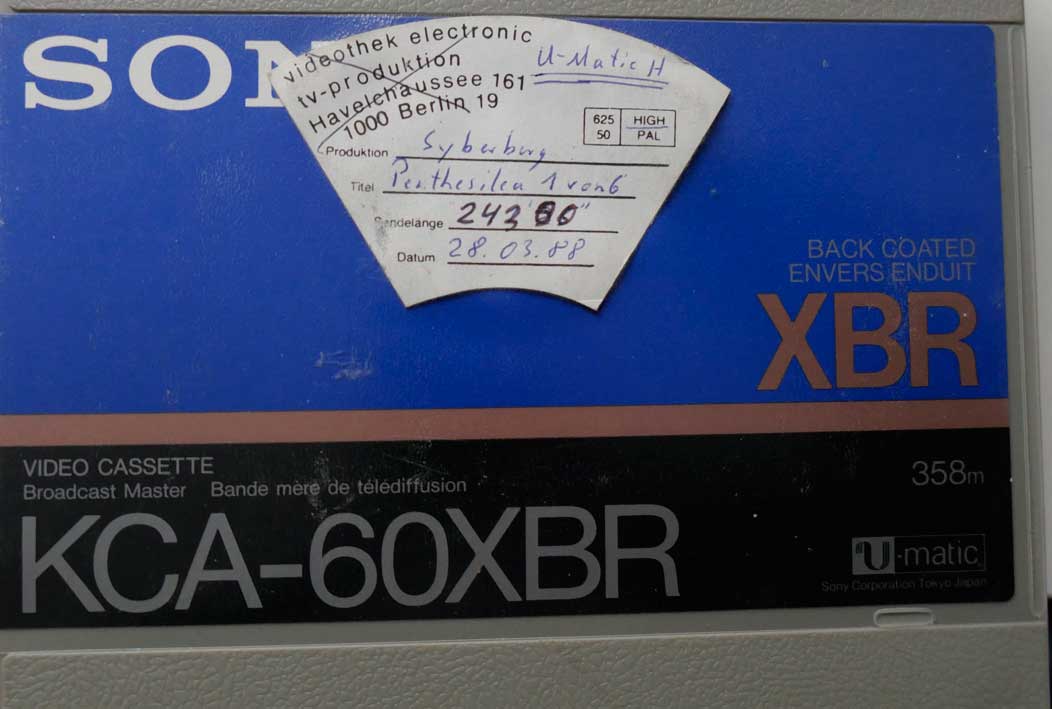 SON
videothek electronic
tv-produktion
Havelchaussee 161
1000 Berlin 19
U-Matic H
625 HIGH
50 PAL
Produktion Syberberg
Titel Penthesilea 1 von 6
Sendelänge 243'
Datum 28.03.88
BACK COATED
ENVERS ENDUIT
XBR
VIDEO CASSETTE
Broadcast Master Bande mère de télédiffusion
358m
KCA-60XBR
U-matic
Sony Corporation Tokyo Japan